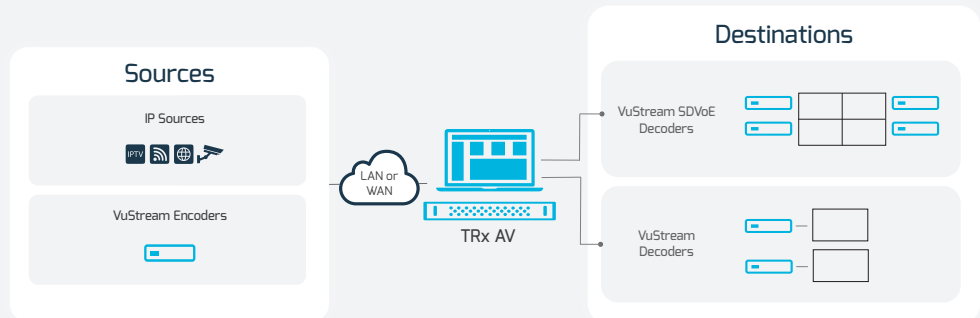 Sources
IP Sources
IPTV
VuStream Encoders
LAN or
WAN
TRx AV
Destinations
VuStream SDVoE
Decoders
VuStream
Decoders